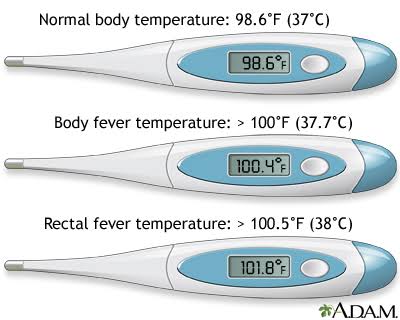 Normal body temperature: 98.6°F (37°C)
98.6°F
Body fever temperature: > 100°F (37.7°C)
100.4°F
Rectal fever temperature: > 100.5°F (38°C)
101.8°F
ADAM.